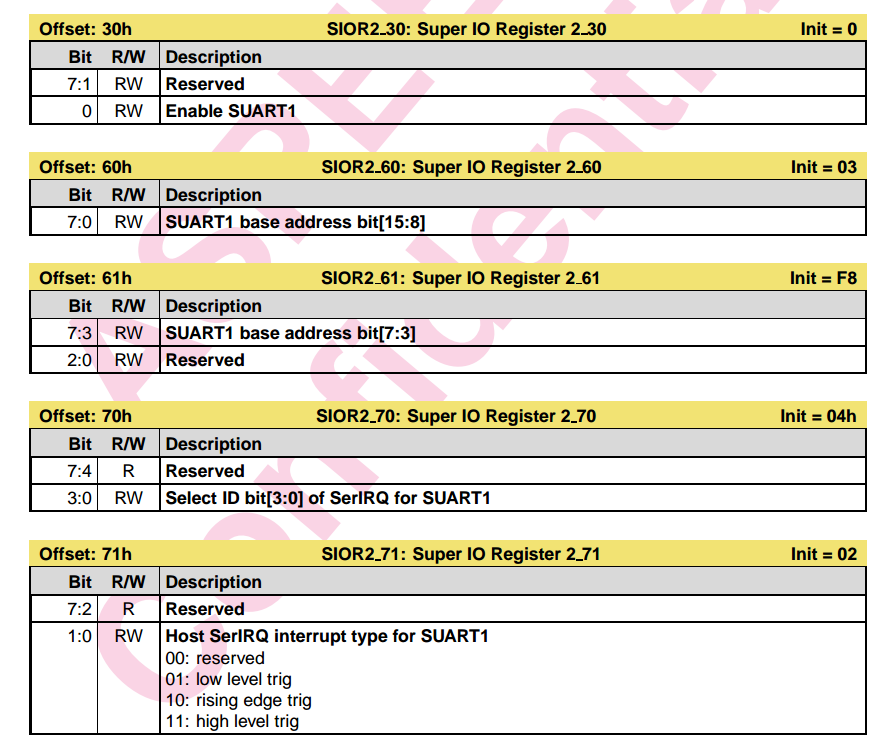 Offset: 30h SIOR2_30: Super IO Register 2_30 Init = 0
Bit R/W Description
7:1 RW Reserved
0 RW Enable SUART1
Offset: 60h SIOR2_60: Super IO Register 2_60 Init = 03
Bit R/W Description
7:0 RW SUART1 base address bit[15:8]
Offset: 61h SIOR2_61: Super IO Register 2_61 Init = F8
Bit R/W Description
7:3 RW SUART1 base address bit[7:3]
2:0 RW Reserved
Offset: 70h SIOR2_70: Super IO Register 2_70 Init = 04h
Bit R/W Description
7:4 R Reserved
3:0 RW Select ID bit[3:0] of SerIRQ for SUART1
Offset: 71h SIOR2_71: Super IO Register 2_71 Init = 02
Bit R/W Description
7:2 R Reserved
1:0 RW Host SerIRQ interrupt type for SUART1
00: reserved
01: low level trig
10: rising edge trig
11: high level trig